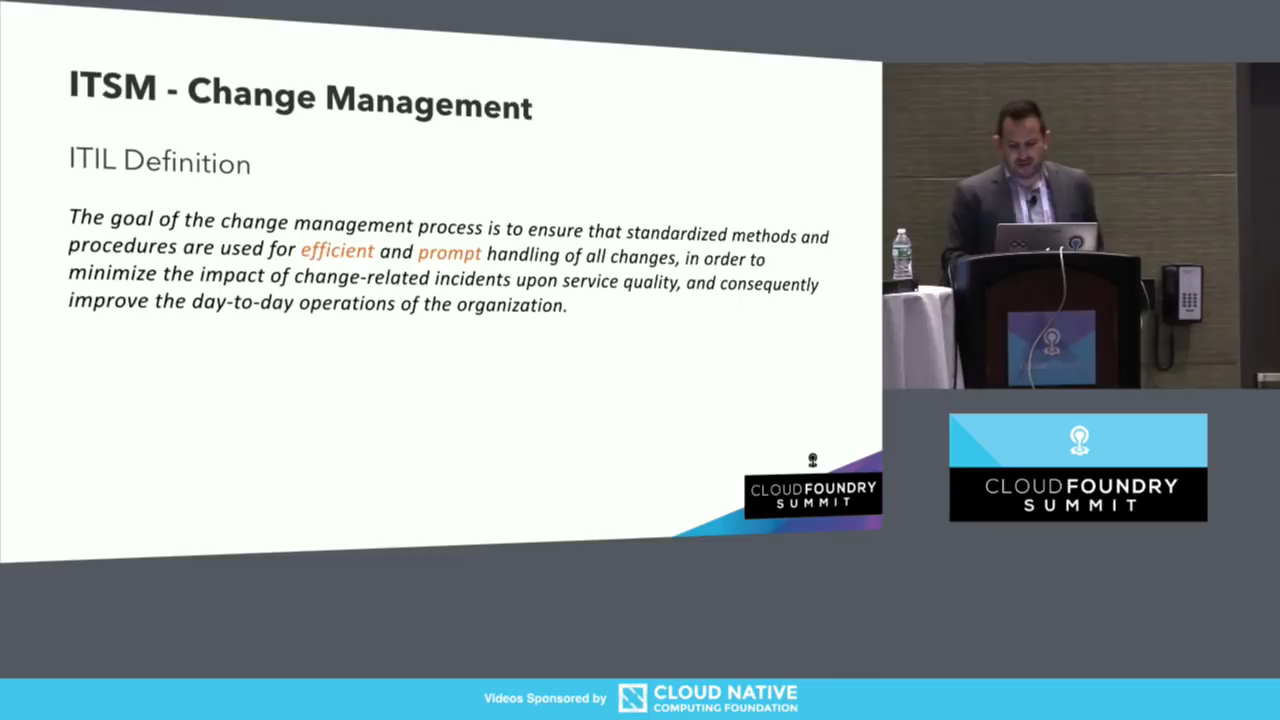 ITSM - Change Management
ITIL Definition
The goal of the change management process is to ensure that standardized methods and
procedures are used for efficient and prompt handling of all changes, in order to
minimize the impact of change-related incidents upon service quality, and consequently
improve the day-to-day operations of the organization.
CLOUDFOUNDRY
SUMMIT
CLOUDFOUNDRY
SUMMIT
Videos Sponsored by
CLOUD NATIVE
COMPUTING FOUNDATION